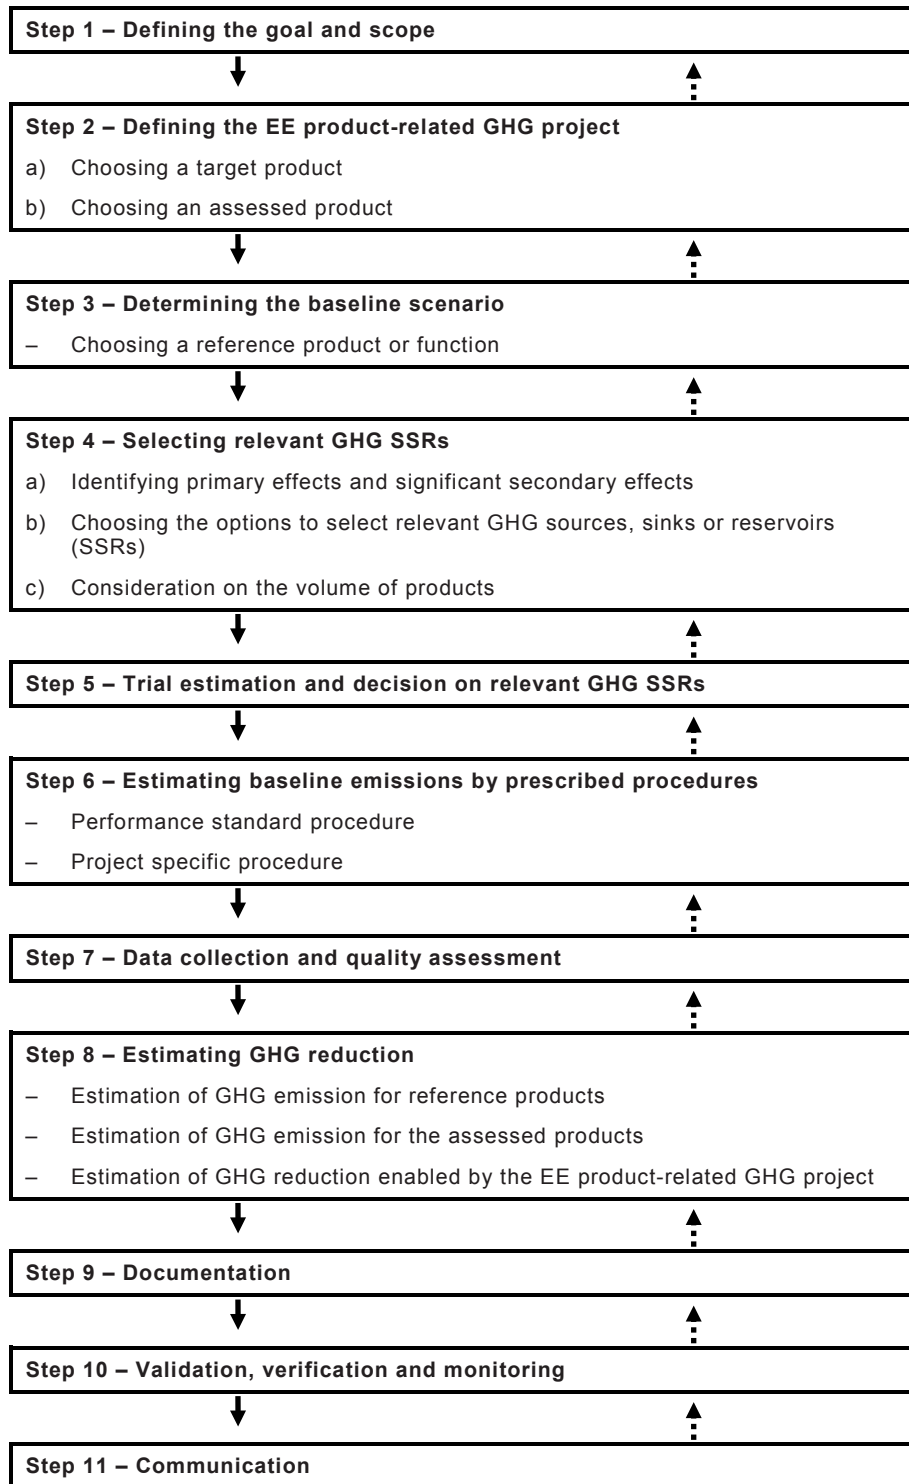 Step 1 – Defining the goal and scope
Step 2 – Defining the EE product-related GHG project
a) Choosing a target product
b) Choosing an assessed product
Step 3 – Determining the baseline scenario
– Choosing a reference product or function
Step 4 – Selecting relevant GHG SSRs
a) Identifying primary effects and significant secondary effects
b) Choosing the options to select relevant GHG sources, sinks or reservoirs
(SSRs)
c) Consideration on the volume of products
Step 5 – Trial estimation and decision on relevant GHG SSRs
Step 6 – Estimating baseline emissions by prescribed procedures
– Performance standard procedure
– Project specific procedure
Step 7 – Data collection and quality assessment
Step 8 – Estimating GHG reduction
– Estimation of GHG emission for reference products
– Estimation of GHG emission for the assessed products
– Estimation of GHG reduction enabled by the EE product-related GHG project
Step 9 – Documentation
Step 10 – Validation, verification and monitoring
Step 11 – Communication